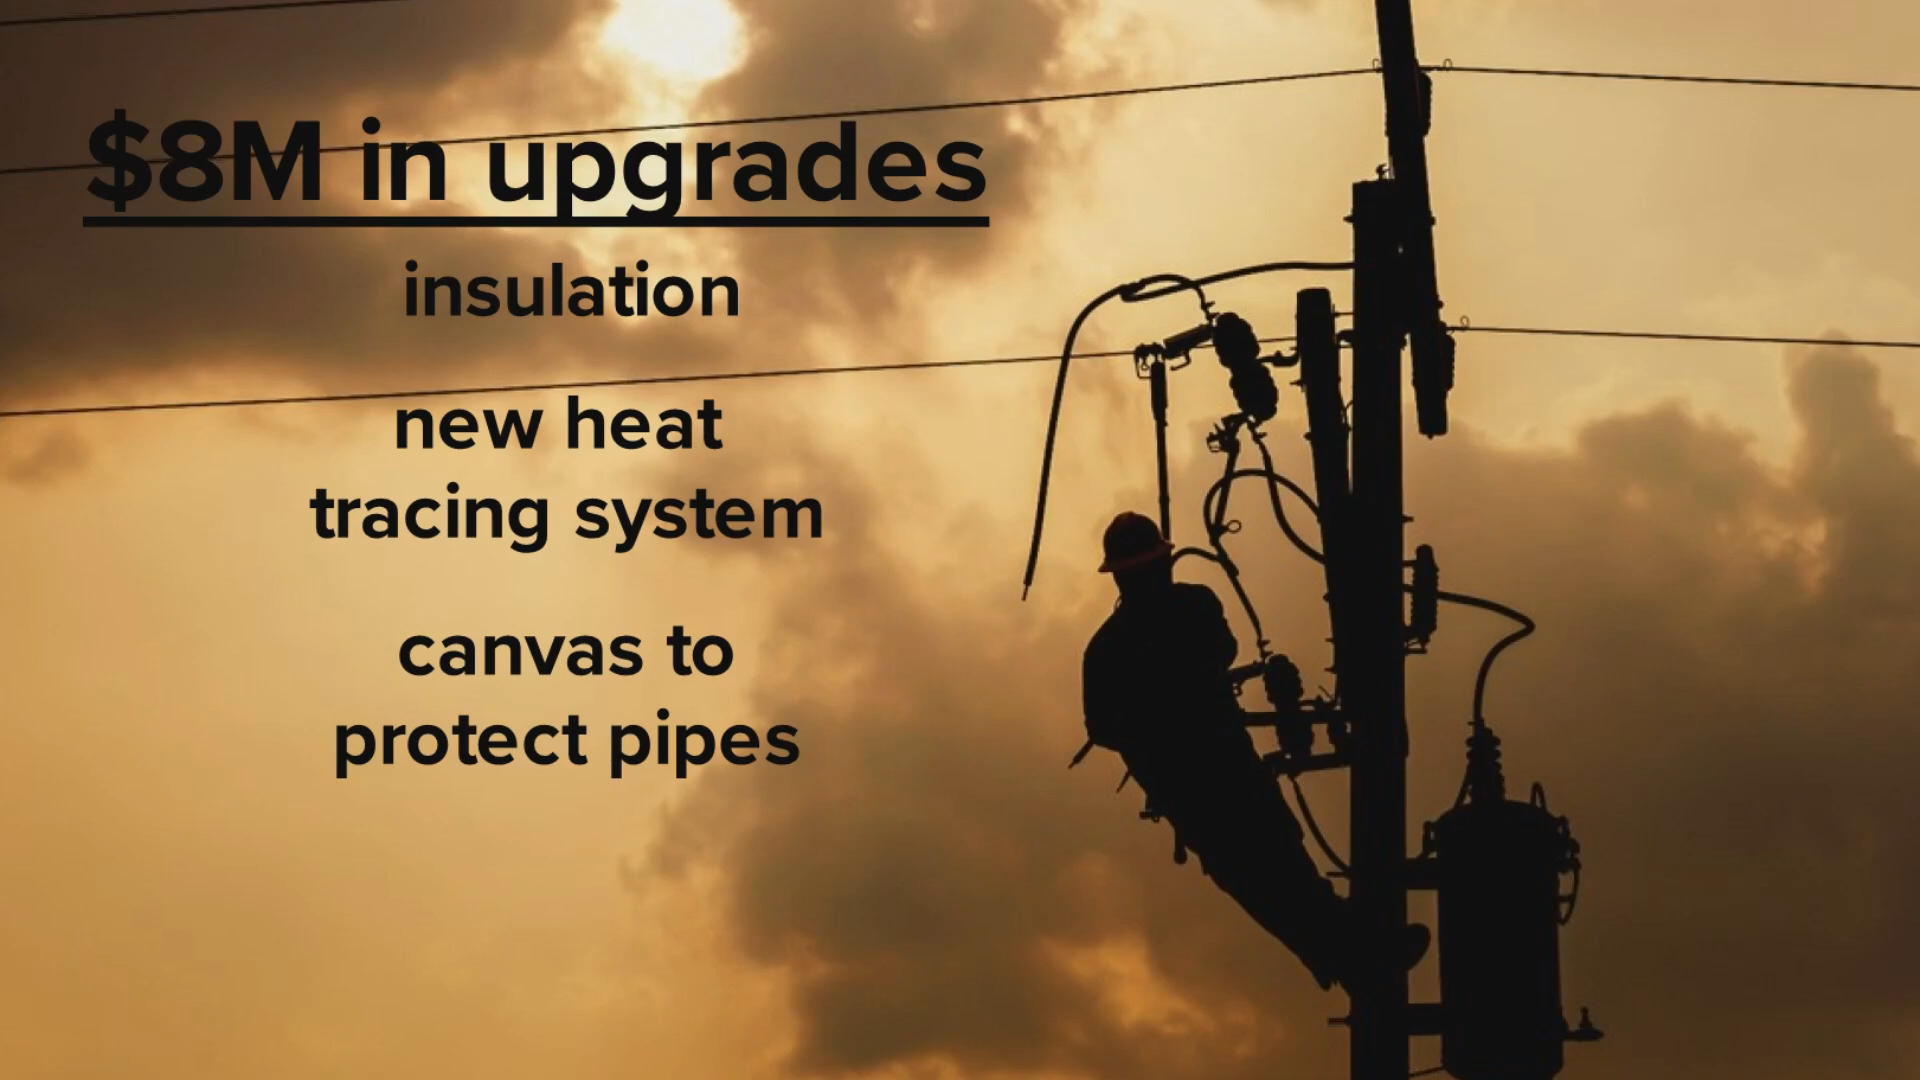 $8M in upgrades
insulation
new heat
tracing system
canvas to
protect pipes